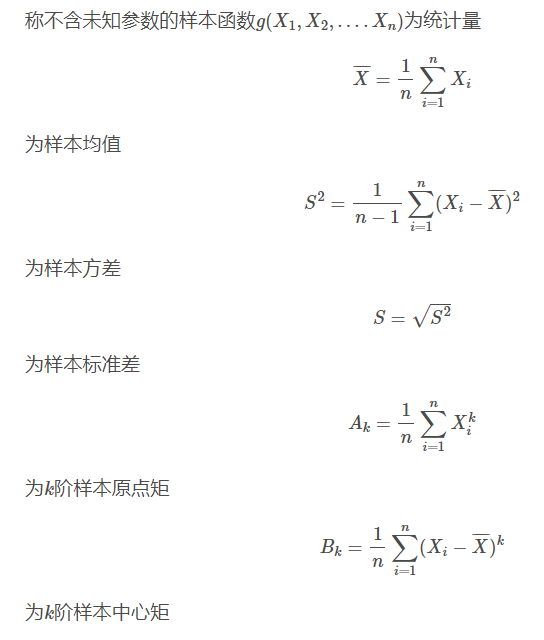 称不含未知参数的样本函数$g(X_1, X_2, \ldots. X_n)$为统计量
$$\overline{X} = \frac{1}{n} \sum_{i=1}^{n} X_i$$
为样本均值
$$S^2 = \frac{1}{n-1} \sum_{i=1}^{n} (X_i - \overline{X})^2$$
为样本方差
$$S = \sqrt{S^2}$$
为样本标准差
$$A_k = \frac{1}{n} \sum_{i=1}^{n} X_i^k$$
为$k$阶样本原点矩
$$B_k = \frac{1}{n} \sum_{i=1}^{n} (X_i - \overline{X})^k$$
为$k$阶样本中心矩